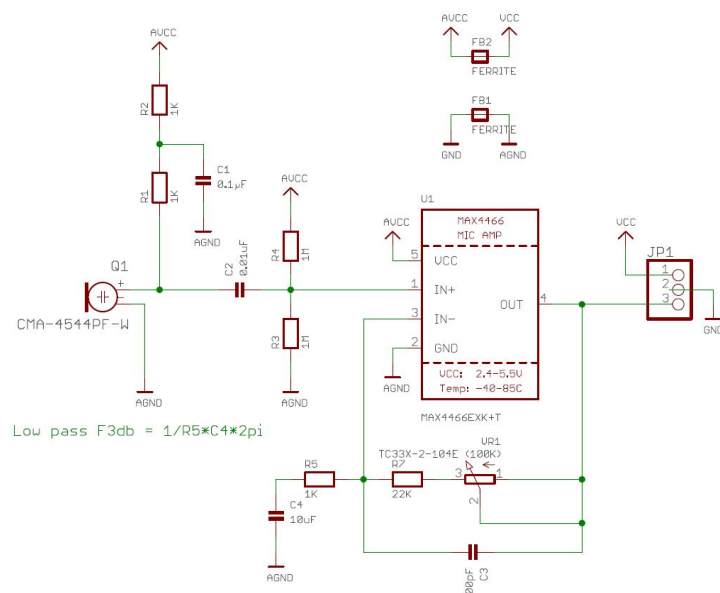 AVCC
AVCC VCC
FB2
FERRITE
R2
1K
FB1
FERRITE
GND AGND
C1
0.1µF
R1
1K
AGND
AVCC
U1
MAX4466
MIC AMP
AVCC
VCC
JP1
5
VCC
1
2
3
Q1
+
-
C2
0.01uF
R4
1M
1
IN+
OUT
4
3
IN-
GND
CMA-4544PF-W
R3
1M
2
GND
AGND
VCC: 2.4-5.5V
Temp: -40-85C
AGND
AGND
MAX4466EXK+T
Low pass F3db = 1/R5*C4*2pi
VR1
TC33X-2-104E (100K)
R5
1K
R7
22K
3
1
2
C4
10uF
C3
AGND